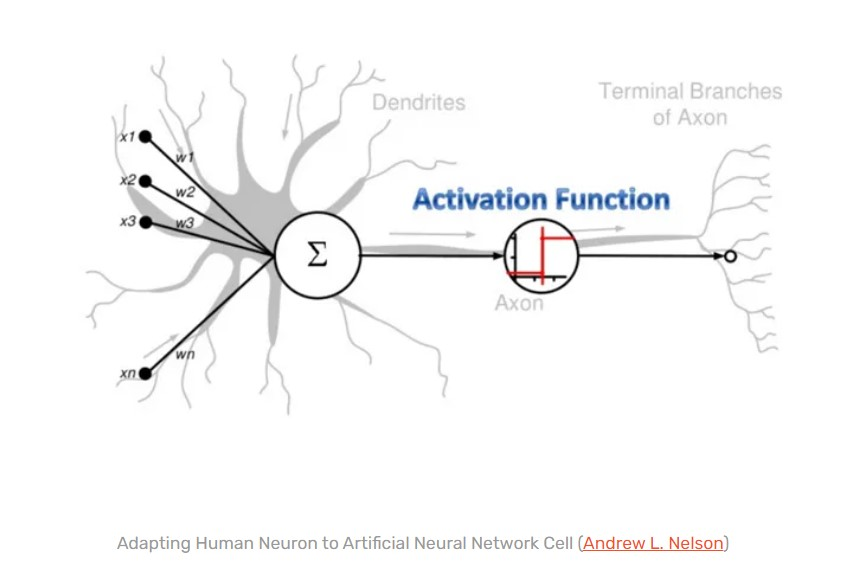 Dendrites
Terminal Branches
of Axon
x1
w1
x2
w2
x3
w3
Activation Function
Σ
Axon
wn
xn
Adapting Human Neuron to Artificial Neural Network Cell (Andrew L. Nelson)